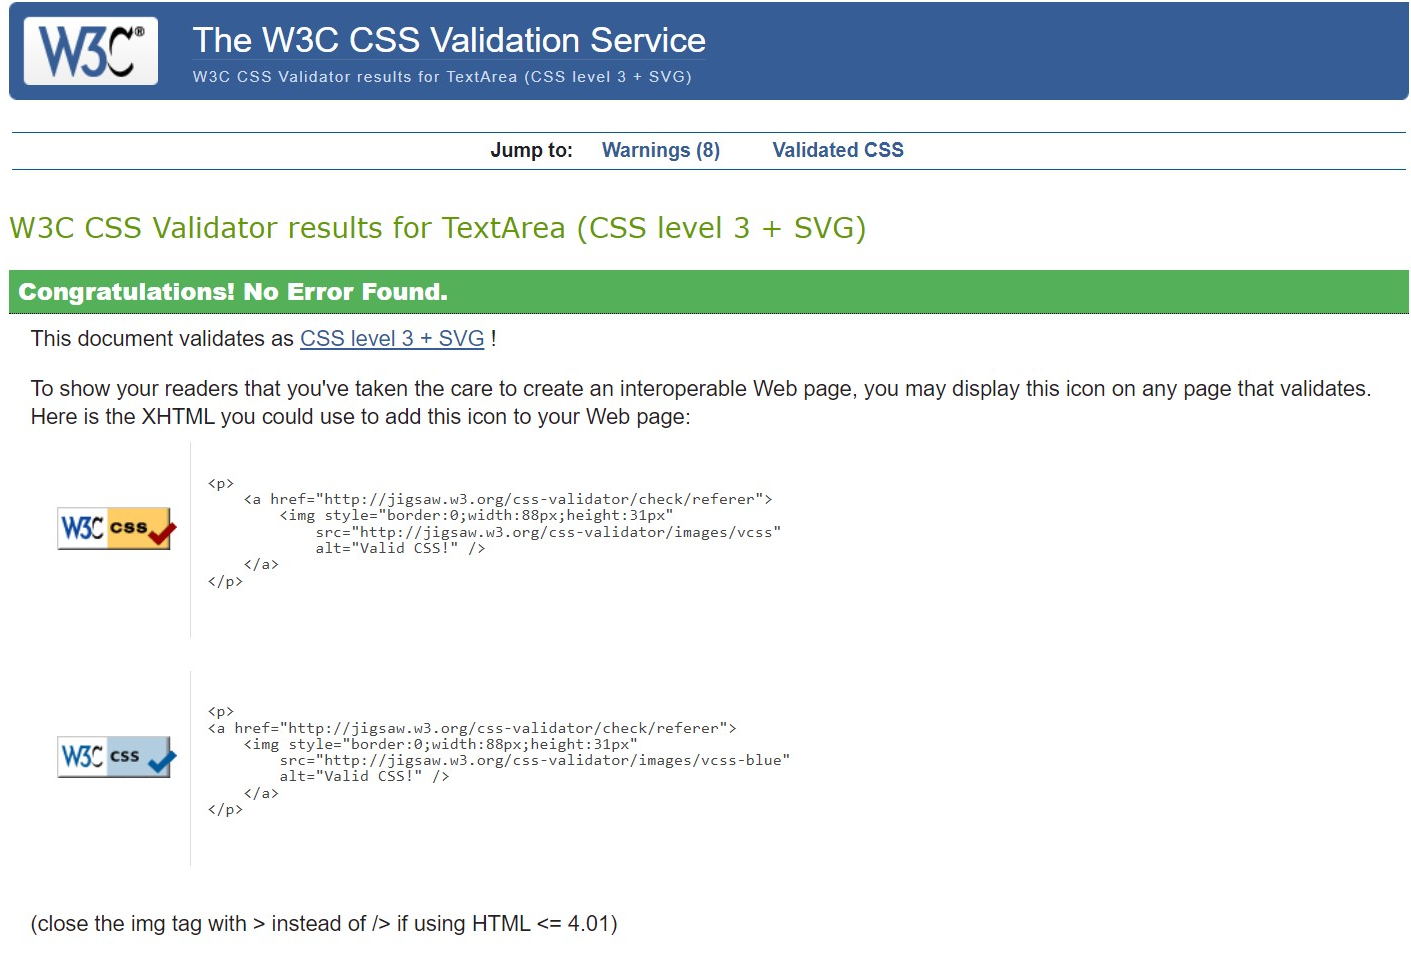 W3C®
The W3C CSS Validation Service
W3C CSS Validator results for TextArea (CSS level 3 + SVG)
Jump to: Warnings (8) Validated CSS
W3C CSS Validator results for TextArea (CSS level 3 + SVG)
Congratulations! No Error Found.
This document validates as CSS level 3 + SVG !
To show your readers that you've taken the care to create an interoperable Web page, you may display this icon on any page that validates.
Here is the XHTML you could use to add this icon to your Web page:
W3C css
<p>
<a href="http://jigsaw.w3.org/css-validator/check/referer">
<img style="border:0;width:88px;height:31px"
src="http://jigsaw.w3.org/css-validator/images/vcss"
alt="Valid CSS!" />
</a>
</p>
W3C css
<p>
<a href="http://jigsaw.w3.org/css-validator/check/referer">
<img style="border:0;width:88px;height:31px"
src="http://jigsaw.w3.org/css-validator/images/vcss-blue"
alt="Valid CSS!" />
</a>
</p>
(close the img tag with > instead of /> if using HTML <= 4.01)